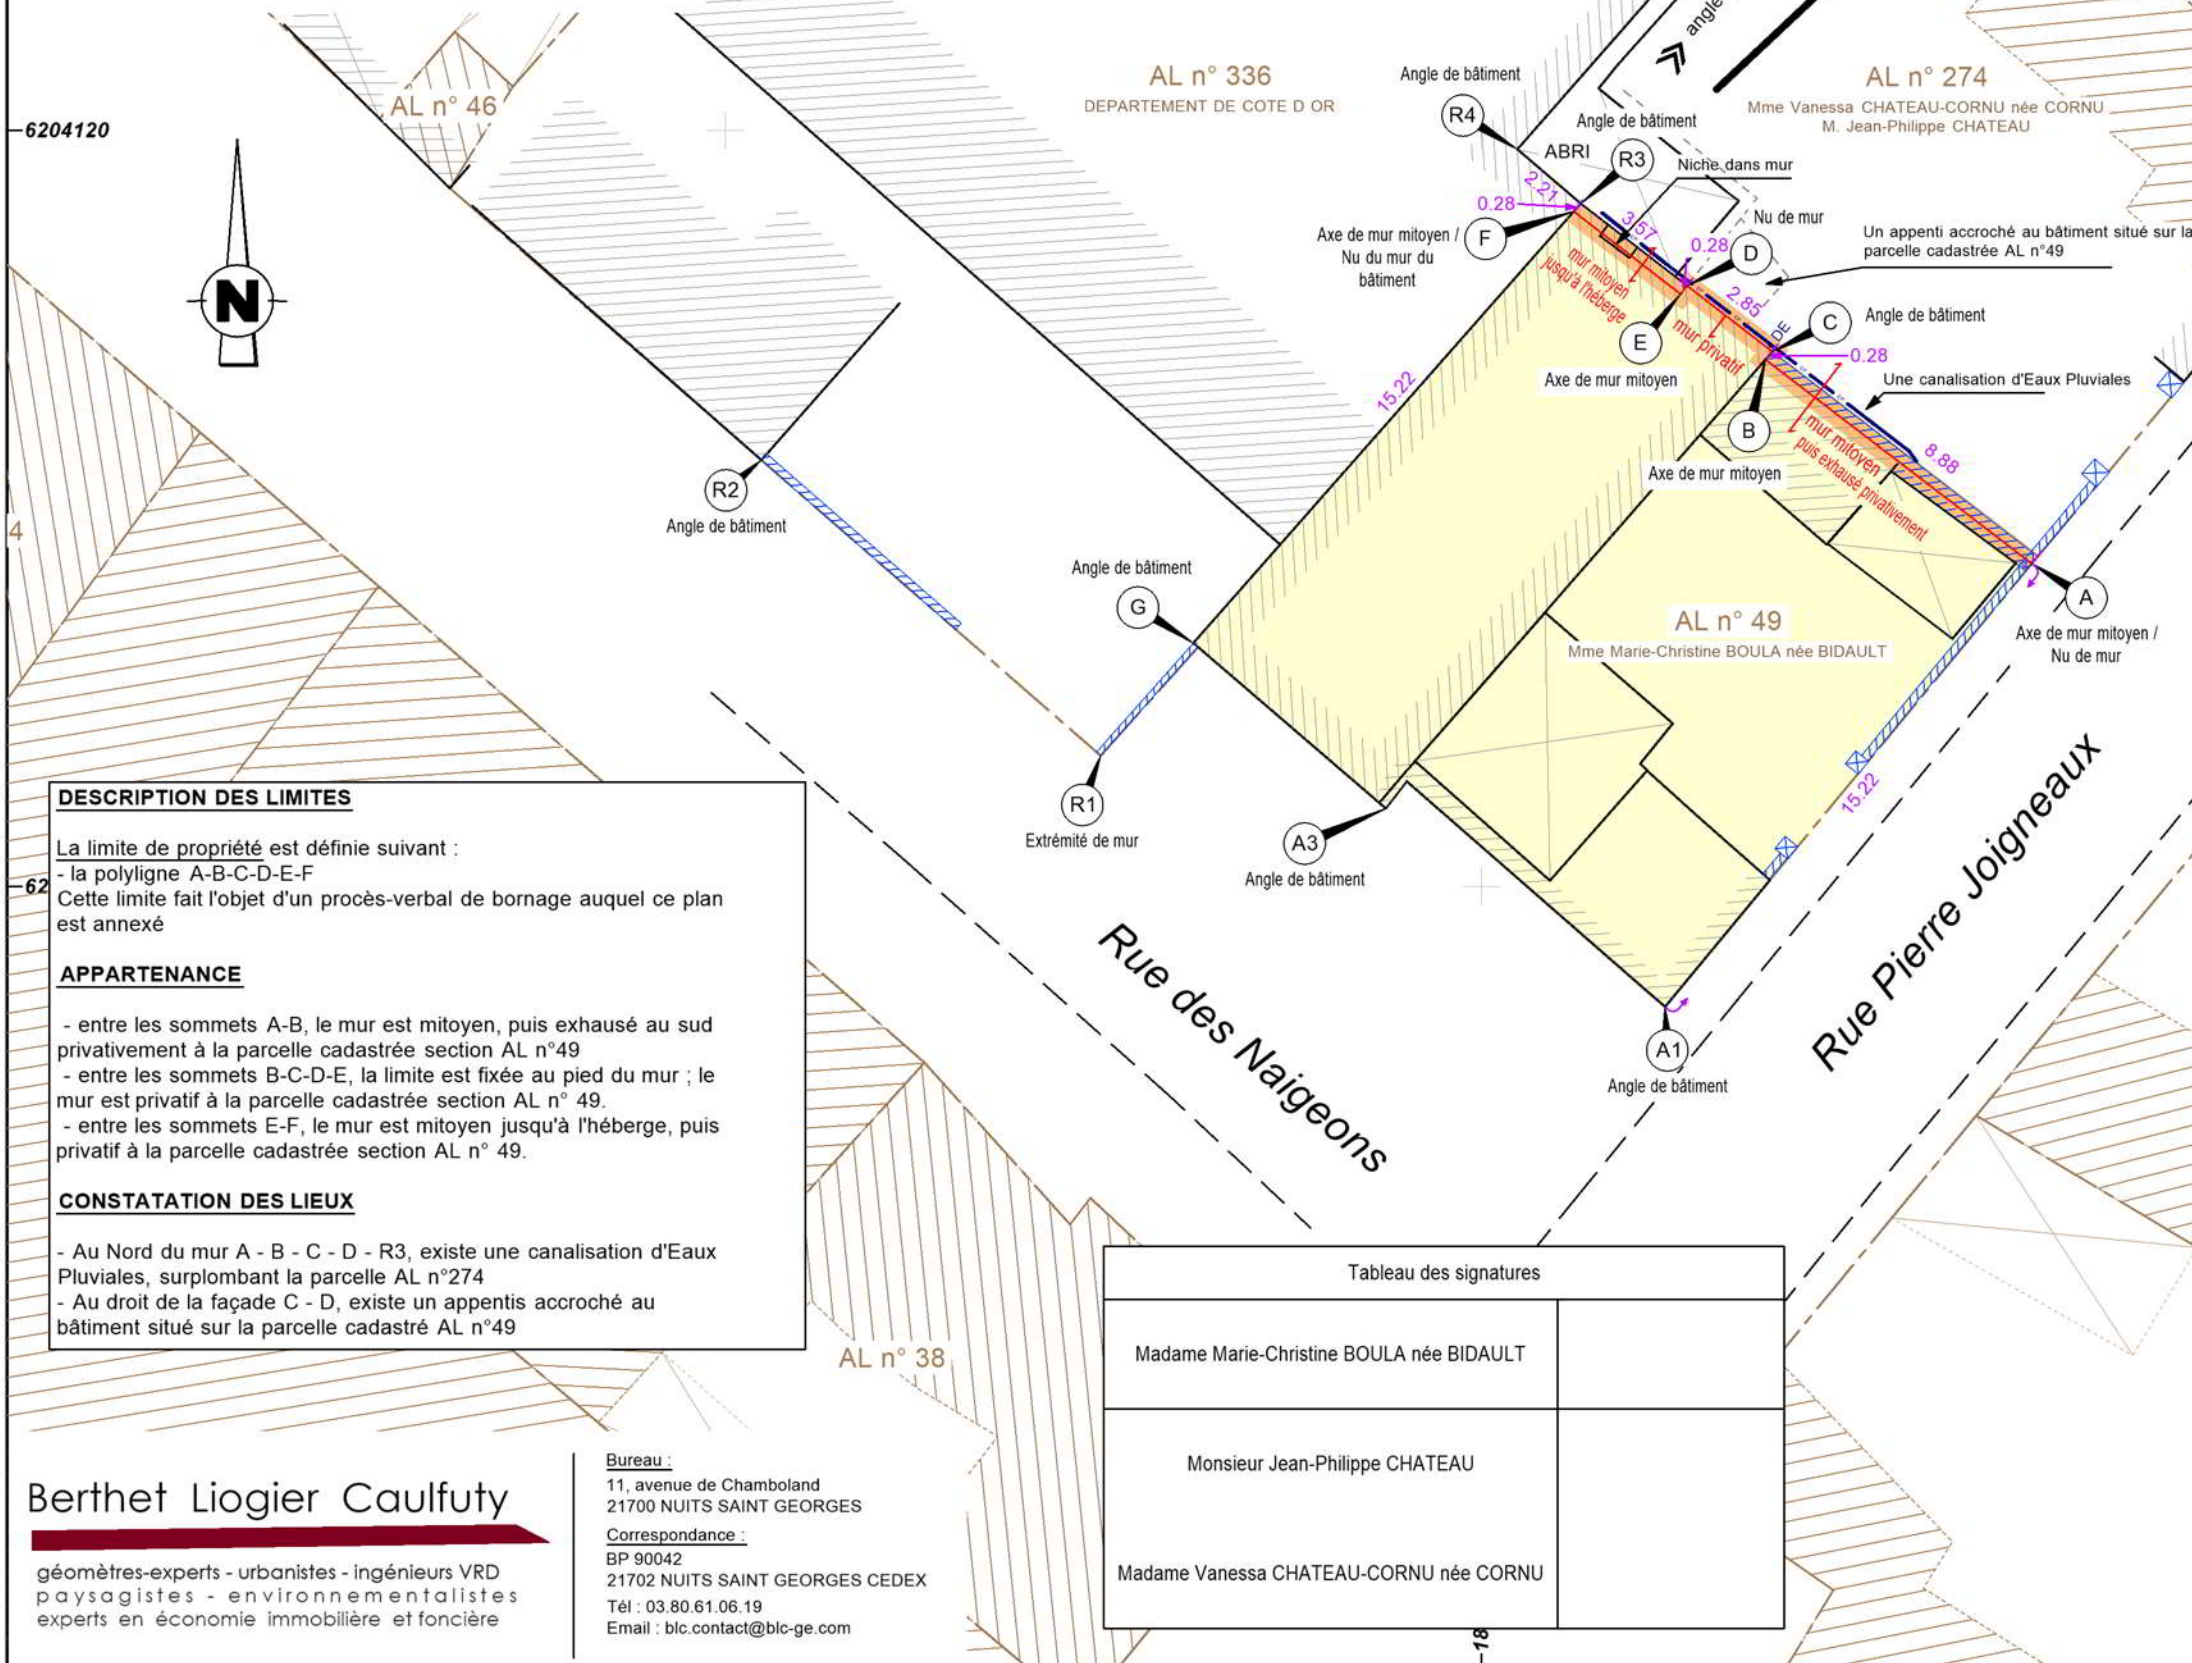 angle
AL n° 336
DEPARTEMENT DE COTE D OR
AL n° 274
Mme Vanessa CHATEAU-CORNU née CORNU
M. Jean-Philippe CHATEAU
AL n° 46
6204120
N
Angle de bâtiment
R4
Angle de bâtiment
ABRI
R3
Niche dans mur
2.21
0.28
3.57
Nu de mur
Axe de mur mitoyen /
Nu du mur du
bâtiment
F
0.28
D
Un appenti accroché au bâtiment situé sur la
parcelle cadastrée AL n°49
mur mitoyen
jusqu'à l'héberge
2.85
E
mur privatif
DE
C
Angle de bâtiment
Axe de mur mitoyen
0.28
15.22
Une canalisation d'Eaux Pluviales
B
Axe de mur mitoyen
mur mitoyen
puis exhausé privativement
8.88
R2
Angle de bâtiment
4
Angle de bâtiment
G
A
Axe de mur mitoyen /
Nu de mur
AL n° 49
Mme Marie-Christine BOULA née BIDAULT
R1
Extrémité de mur
A3
Angle de bâtiment
15.22
A1
Angle de bâtiment
Rue des Naigeons
Rue Pierre Joigneaux
62
DESCRIPTION DES LIMITES
La limite de propriété est définie suivant :
- la polyligne A-B-C-D-E-F
Cette limite fait l'objet d'un procès-verbal de bornage auquel ce plan
est annexé
APPARTENANCE
- entre les sommets A-B, le mur est mitoyen, puis exhausé au sud
privativement à la parcelle cadastrée section AL n°49
- entre les sommets B-C-D-E, la limite est fixée au pied du mur ; le
mur est privatif à la parcelle cadastrée section AL n° 49.
- entre les sommets E-F, le mur est mitoyen jusqu'à l'héberge, puis
privatif à la parcelle cadastrée section AL n° 49.
CONSTATATION DES LIEUX
- Au Nord du mur A - B - C - D - R3, existe une canalisation d'Eaux
Pluviales, surplombant la parcelle AL n°274
- Au droit de la façade C - D, existe un appentis accroché au
bâtiment situé sur la parcelle cadastré AL n°49
AL n° 38
Tableau des signatures
Madame Marie-Christine BOULA née BIDAULT
Monsieur Jean-Philippe CHATEAU
Madame Vanessa CHATEAU-CORNU née CORNU
Berthet Liogier Caulfuty
géomètres-experts - urbanistes - ingénieurs VRD
paysagistes - environnementalistes
experts en économie immobilière et foncière
Bureau :
11, avenue de Chamboland
21700 NUITS SAINT GEORGES
Correspondance :
BP 90042
21702 NUITS SAINT GEORGES CEDEX
Tél : 03.80.61.06.19
Email : blc.contact@blc-ge.com
18